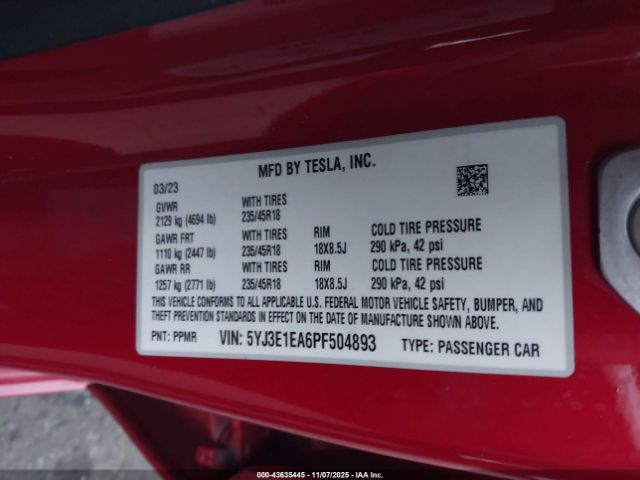 MFD BY TESLA, INC.
03/23
GVWR WITH TIRES
2129 kg (4694 lb) 235/45R18
GAWR FRT WITH TIRES RIM COLD TIRE PRESSURE
1110 kg (2447 lb) 235/45R18 18X8.5J 290 kPa, 42 psi
GAWR RR WITH TIRES RIM COLD TIRE PRESSURE
1257 kg (2771 lb) 235/45R18 18X8.5J 290 kPa, 42 psi
THIS VEHICLE CONFORMS TO ALL APPLICABLE U.S. FEDERAL MOTOR VEHICLE SAFETY, BUMPER, AND
THEFT PREVENTION STANDARDS IN EFFECT ON THE DATE OF MANUFACTURE SHOWN ABOVE.
PNT: PPMR VIN: 5YJ3E1EA6PF504893 TYPE: PASSENGER CAR
000-43635445 - 11/07/2025 - IAA Inc.